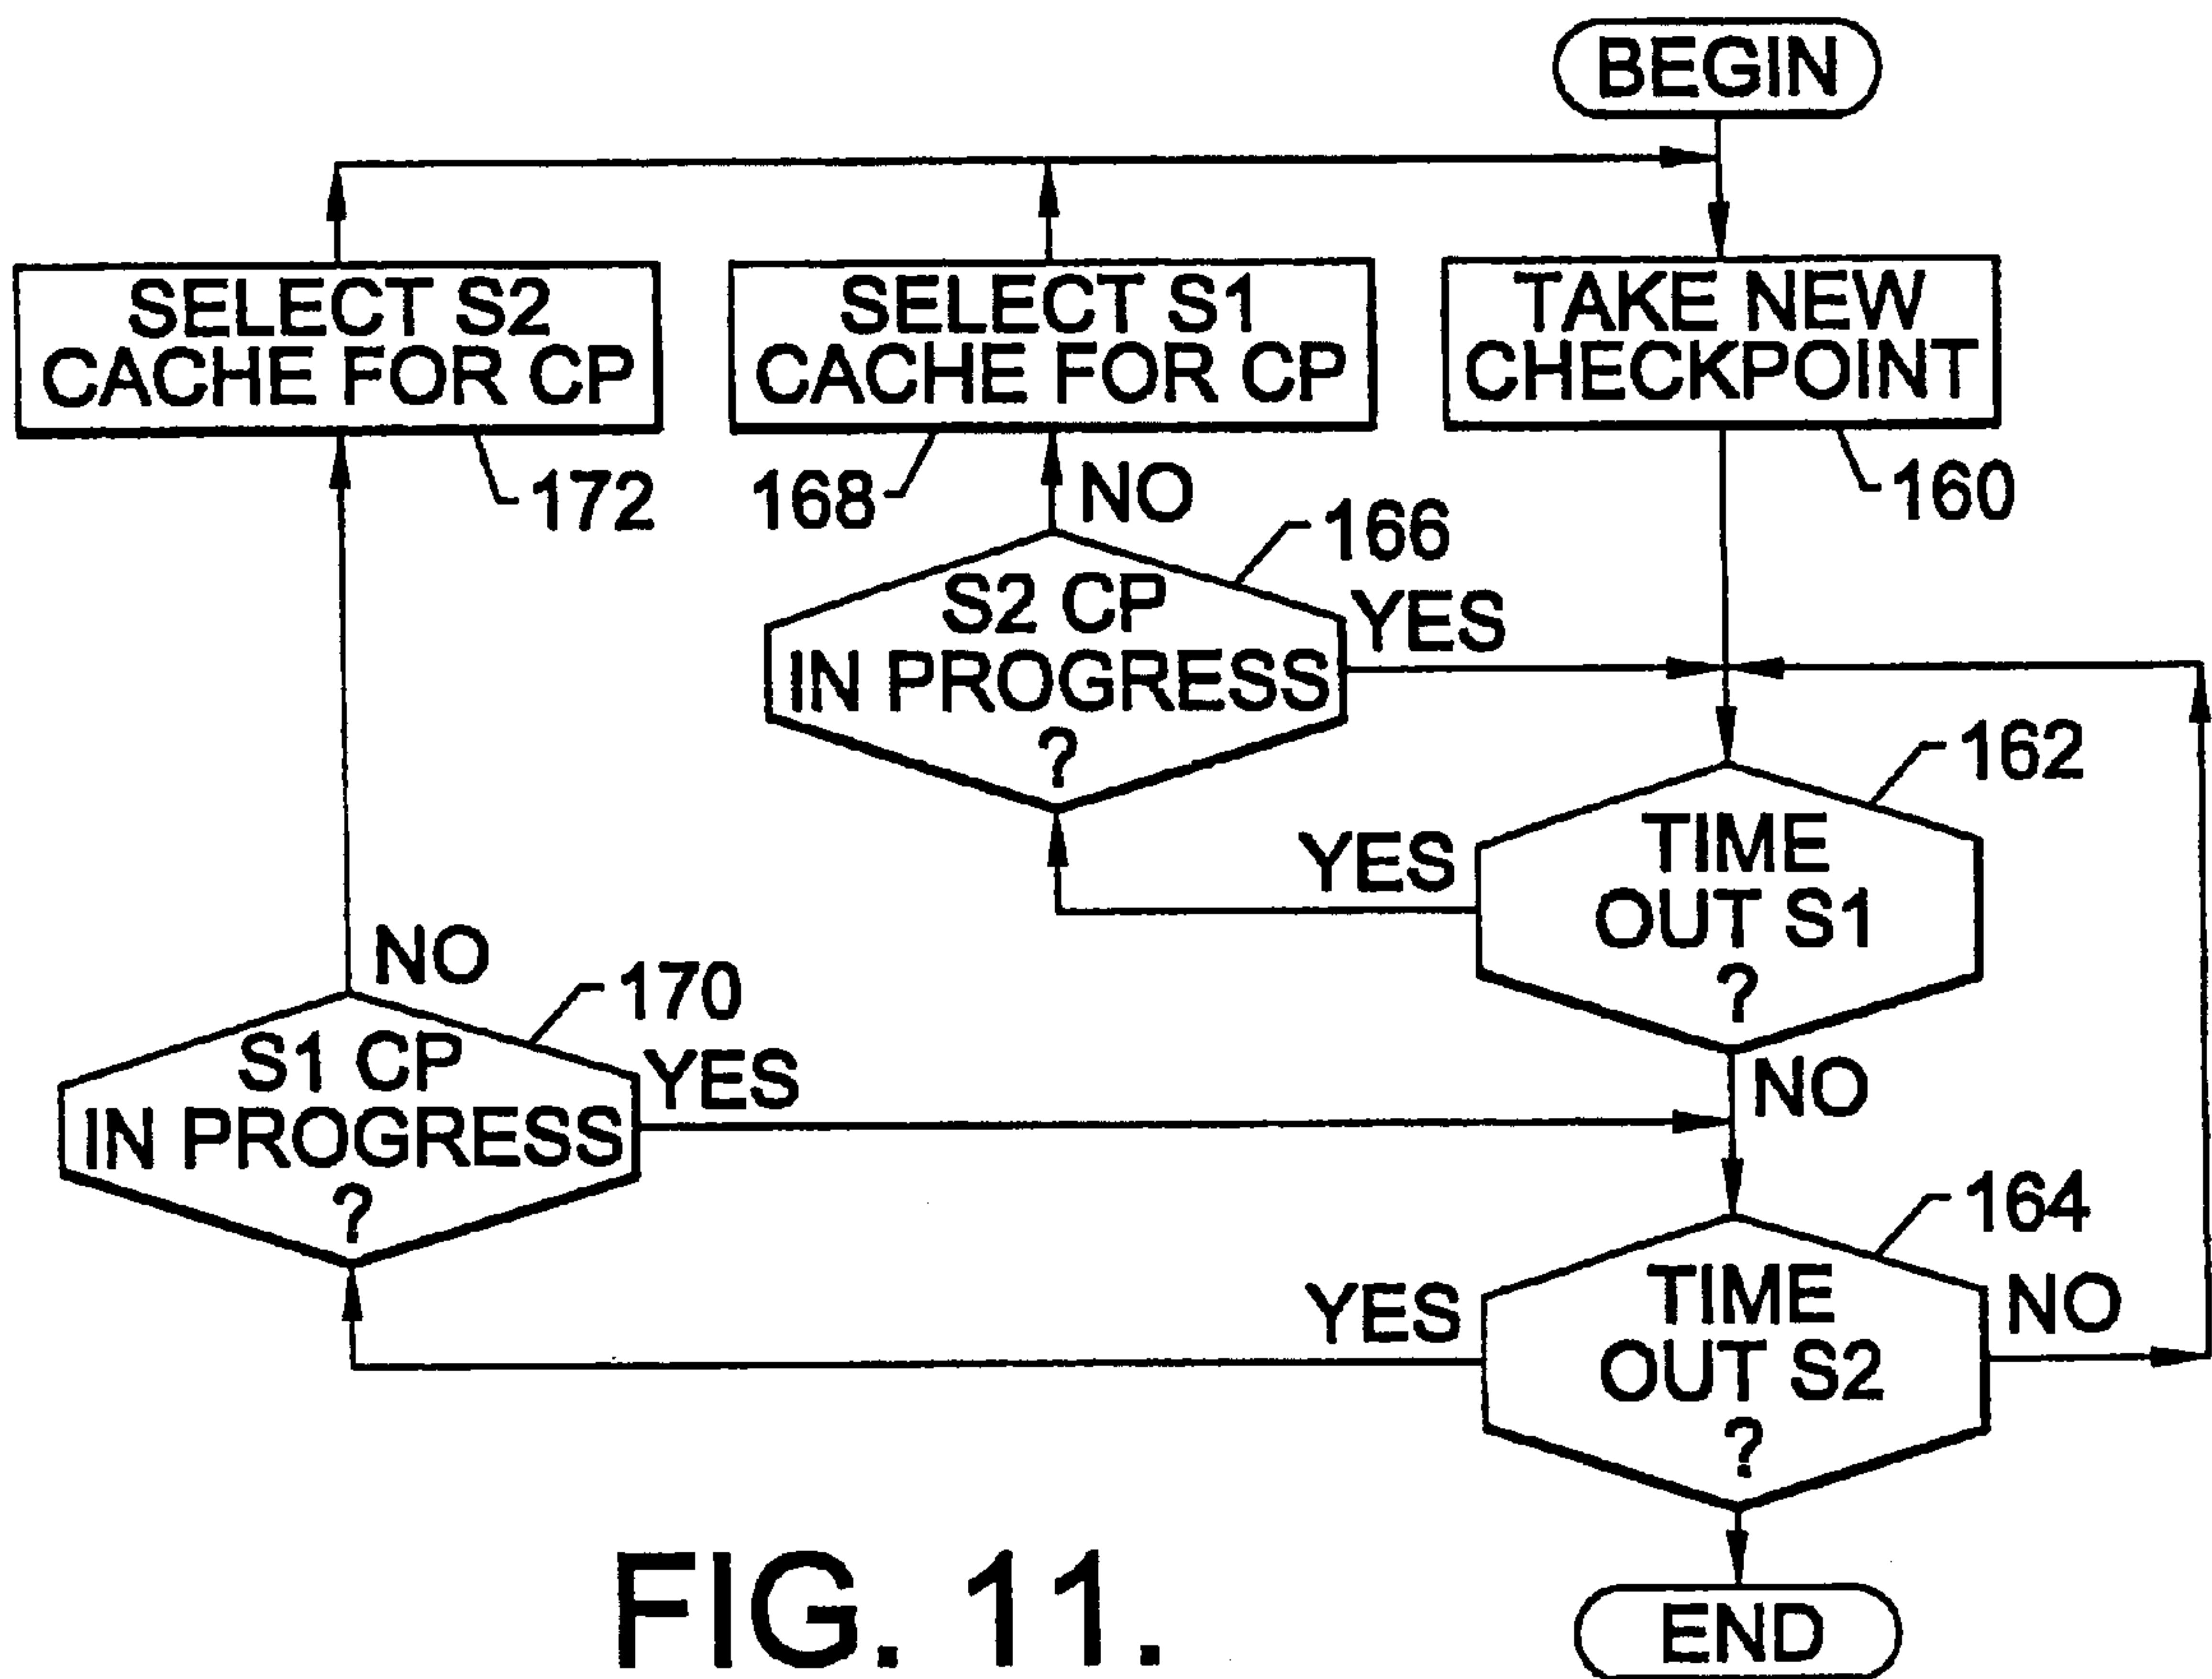 BEGIN
SELECT S2
CACHE FOR CP
172
SELECT S1
CACHE FOR CP
168
TAKE NEW
CHECKPOINT
160
NO
166
S2 CP
IN PROGRESS
?
YES
162
TIME
OUT S1
?
YES
NO
NO
170
S1 CP
IN PROGRESS
?
YES
164
TIME
OUT S2
?
YES
NO
END
FIG. 11.